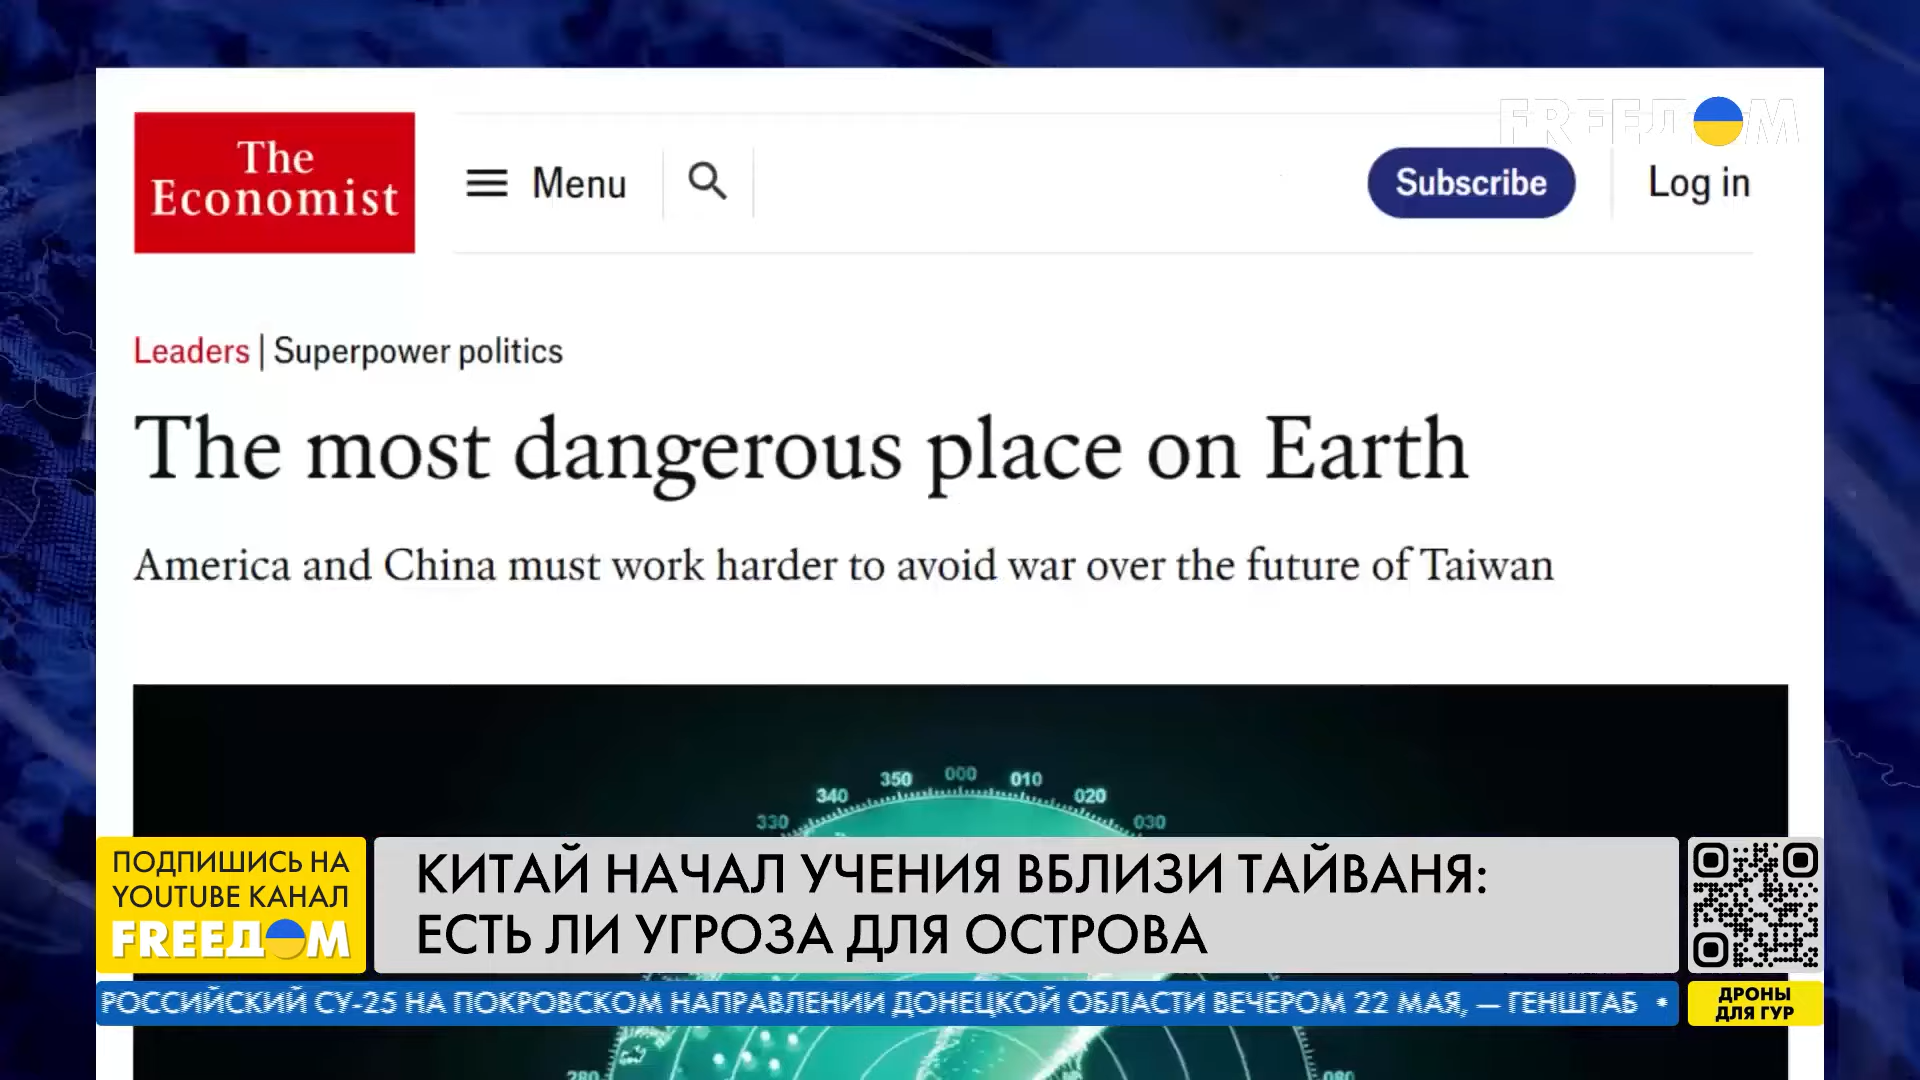 FREEДOM
The
Economist
Menu
Subscribe
Log in
Leaders | Superpower politics
The most dangerous place on Earth
America and China must work harder to avoid war over the future of Taiwan
330
340
350
000
010
020
030
ПОДПИШИСЬ НА
YOUTUBE КАНАЛ
FREEДOM
КИТАЙ НАЧАЛ УЧЕНИЯ ВБЛИЗИ ТАЙВАНЯ:
ЕСТЬ ЛИ УГРОЗА ДЛЯ ОСТРОВА
РОССИЙСКИЙ СУ-25 НА ПОКРОВСКОМ НАПРАВЛЕНИИ ДОНЕЦКОЙ ОБЛАСТИ ВЕЧЕРОМ 22 МАЯ, — ГЕНШТАБ •
ДРОНЫ
ДЛЯ ГУР
280
080